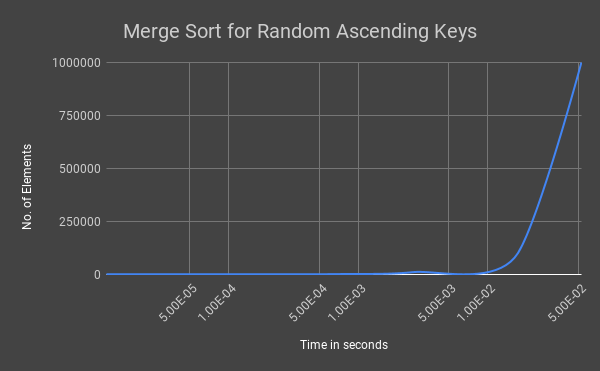 Merge Sort for Random Ascending Keys
1000000
750000
500000
250000
0
No. of Elements
5.00E-05
1.00E-04
5.00E-04
1.00E-03
5.00E-03
1.00E-02
5.00E-02
Time in seconds